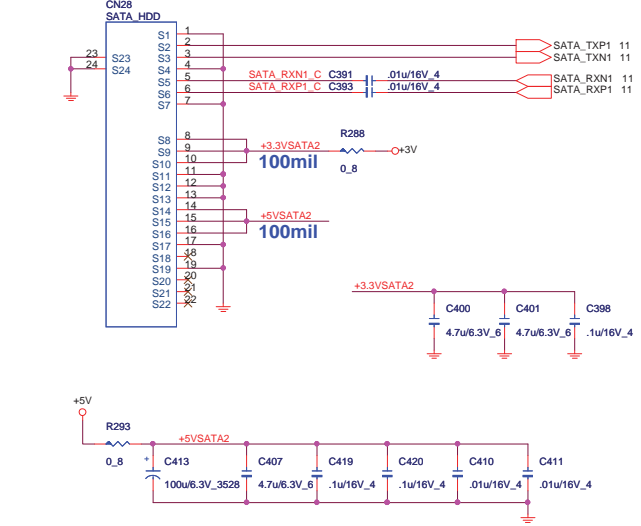 CN28
SATA_HDD
S1 1
S2 2 SATA_TXP1 11
23 S23 S3 3 SATA_TXN1 11
24 S24 S4 4
S5 5 SATA_RXN1_C C391 .01u/16V_4 SATA_RXN1 11
S6 6 SATA_RXP1_C C393 .01u/16V_4 SATA_RXP1 11
S7 7
R288
S8 8
S9 9 +3.3VSATA2 +3V
S10 10 100mil 0_8
S11 11
S12 12
S13 13
S14 14
S15 15 +5VSATA2
S16 16 100mil
S17 17
S18 18
S19 19
S20 20
S21 21
S22 22
+3.3VSATA2
C400 C401 C398
4.7u/6.3V_6 4.7u/6.3V_6 .1u/16V_4
+5V
R293
+5VSATA2
0_8 + C413 C407 C419 C420 C410 C411
100u/6.3V_3528 4.7u/6.3V_6 .1u/16V_4 .1u/16V_4 .01u/16V_4 .01u/16V_4